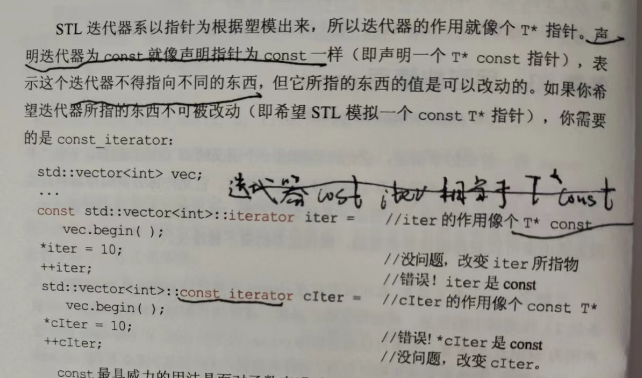 STL 迭代器系以指针为根据塑模出来，所以迭代器的作用就像个 T* 指针。声
明迭代器为 const 就像声明指针为 const 一样（即声明一个 T* const 指针），表
示这个迭代器不得指向不同的东西，但它所指的东西的值是可以改动的。如果你希
望迭代器所指的东西不可被改动（即希望 STL 模拟一个 const T* 指针），你需要
的是 const_iterator:
std::vector<int> vec;
迭代器 cost iter 相当于 T* const
...
const std::vector<int>::iterator iter = //iter 的作用像个 T* const
vec.begin( );
*iter = 10; //没问题，改变 iter 所指物
++iter; //错误! iter 是 const
std::vector<int>::const_iterator cIter = //cIter 的作用像个 const T*
vec.begin( );
*cIter = 10; //错误! *cIter 是 const
++cIter; //没问题，改变 cIter。
const 最具威力的用法是面对函数